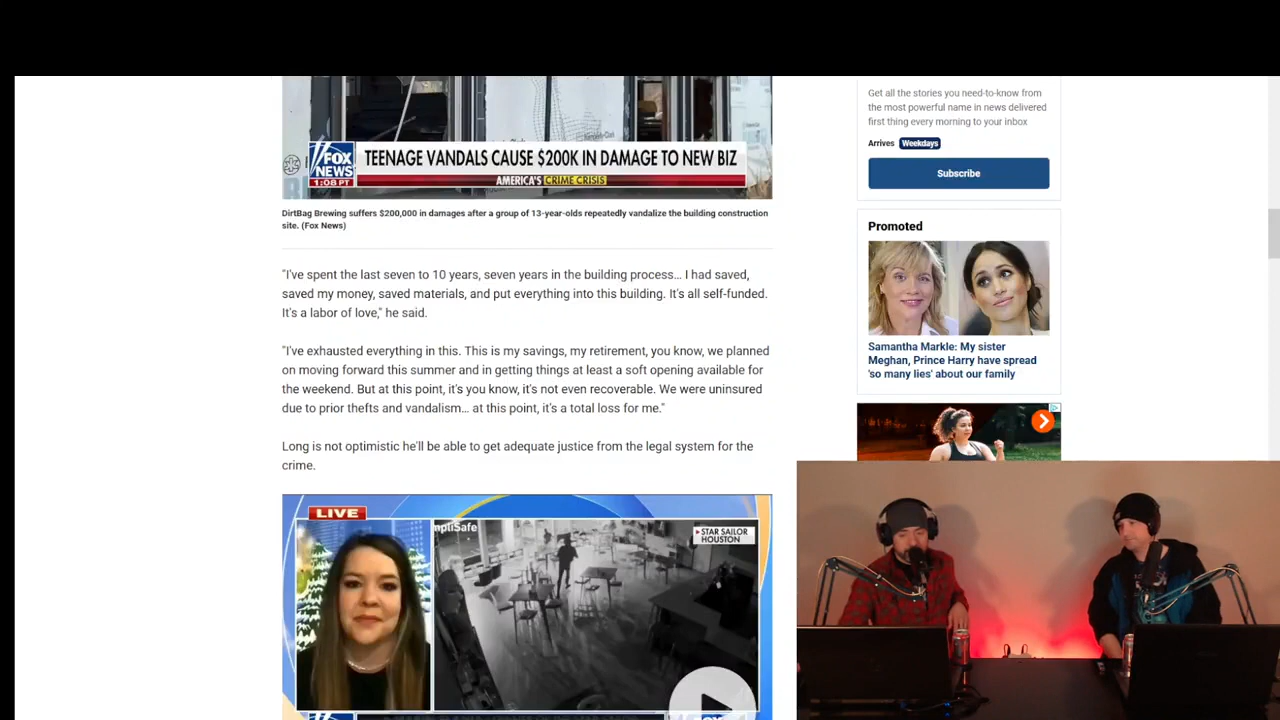 FOX
NEWS
1:08 PT
TEENAGE VANDALS CAUSE $200K IN DAMAGE TO NEW BIZ
AMERICA'S CRIME CRISIS
DirtBag Brewing suffers $200,000 in damages after a group of 13-year-olds repeatedly vandalize the building construction
site. (Fox News)
"I've spent the last seven to 10 years, seven years in the building process… I had saved,
saved my money, saved materials, and put everything into this building. It's all self-funded.
It's a labor of love," he said.
"I've exhausted everything in this. This is my savings, my retirement, you know, we planned
on moving forward this summer and in getting things at least a soft opening available for
the weekend. But at this point, it's you know, it's not even recoverable. We were uninsured
due to prior thefts and vandalism… at this point, it's a total loss for me."
Long is not optimistic he'll be able to get adequate justice from the legal system for the
crime.
LIVE
mpliSafe
STAR SAILOR
HOUSTON
FOX
Get all the stories you need-to-know from
the most powerful name in news delivered
first thing every morning to your inbox
Arrives Weekdays
Subscribe
Promoted
Samantha Markle: My sister
Meghan, Prince Harry have spread
'so many lies' about our family